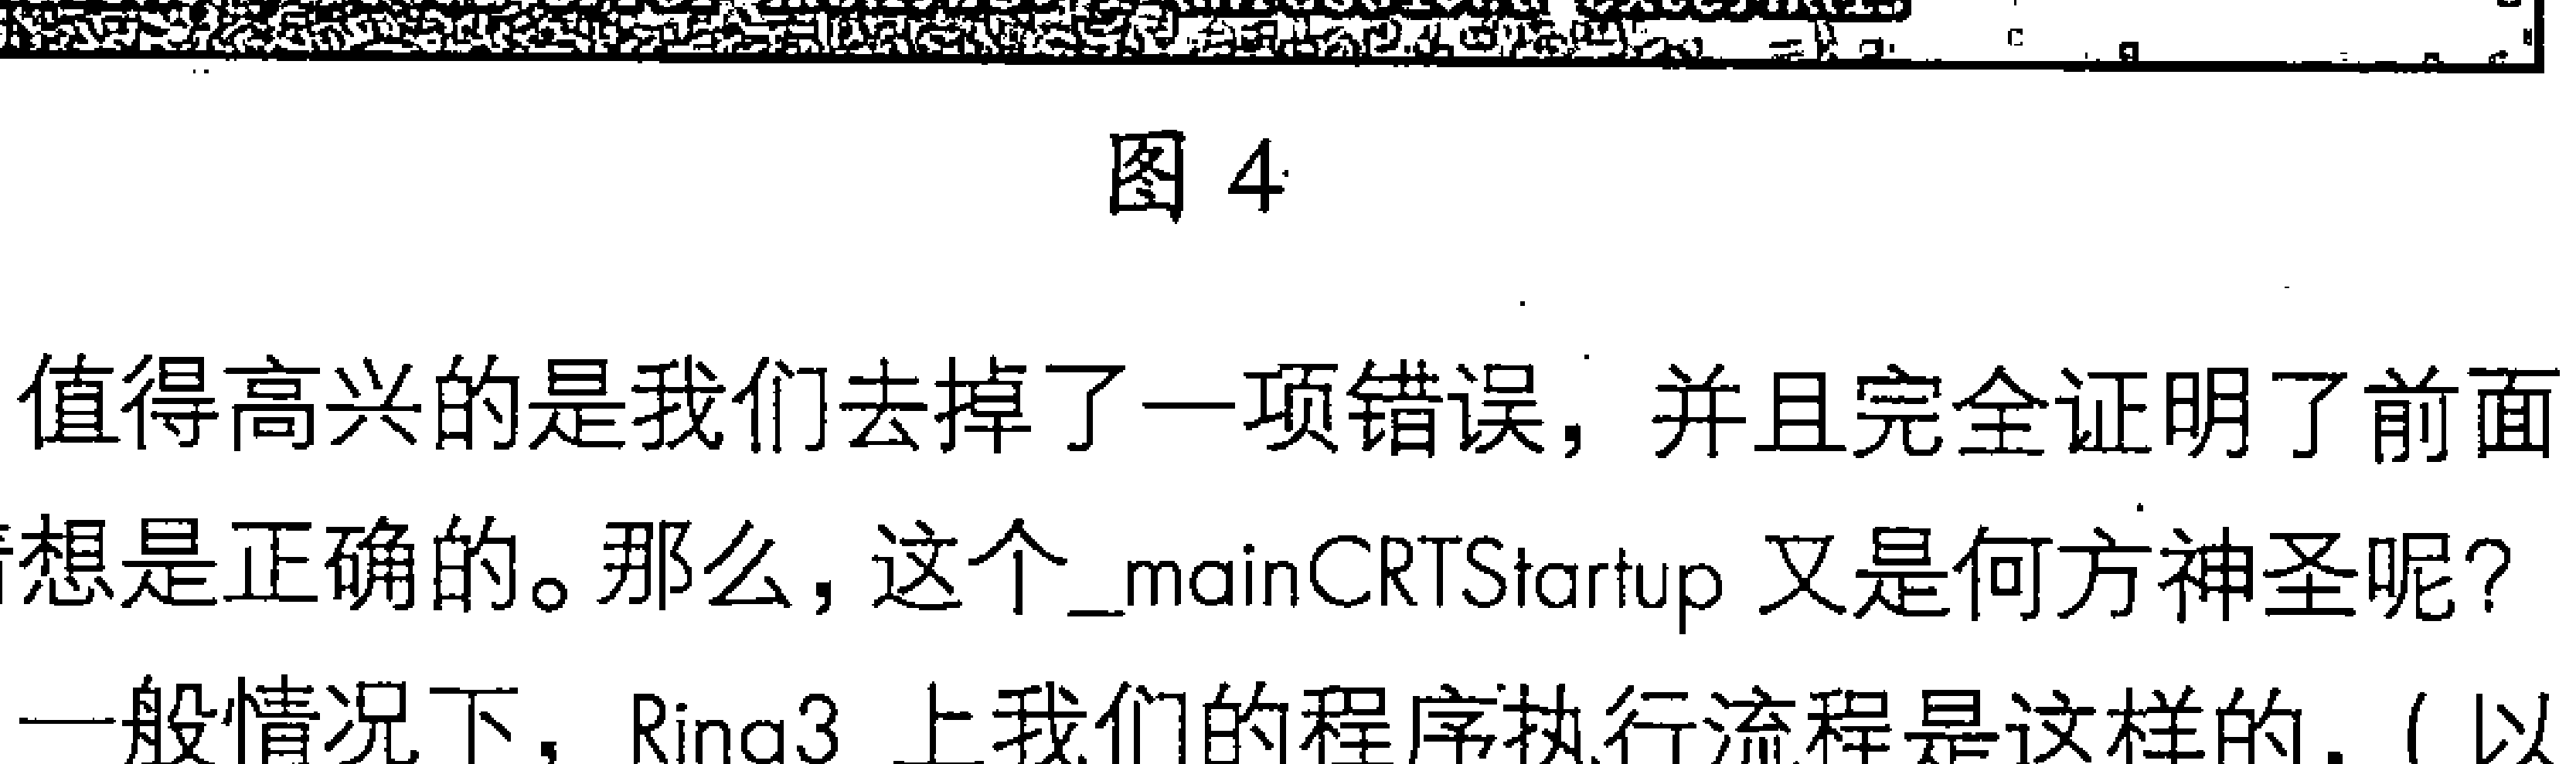 图 4
值得高兴的是我们去掉了一项错误，并且完全证明了前面
想是正确的。那么，这个_mainCRTStartup 又是何方神圣呢？
一般情况下，Ring3 上我们的程序执行流程是这样的，（以